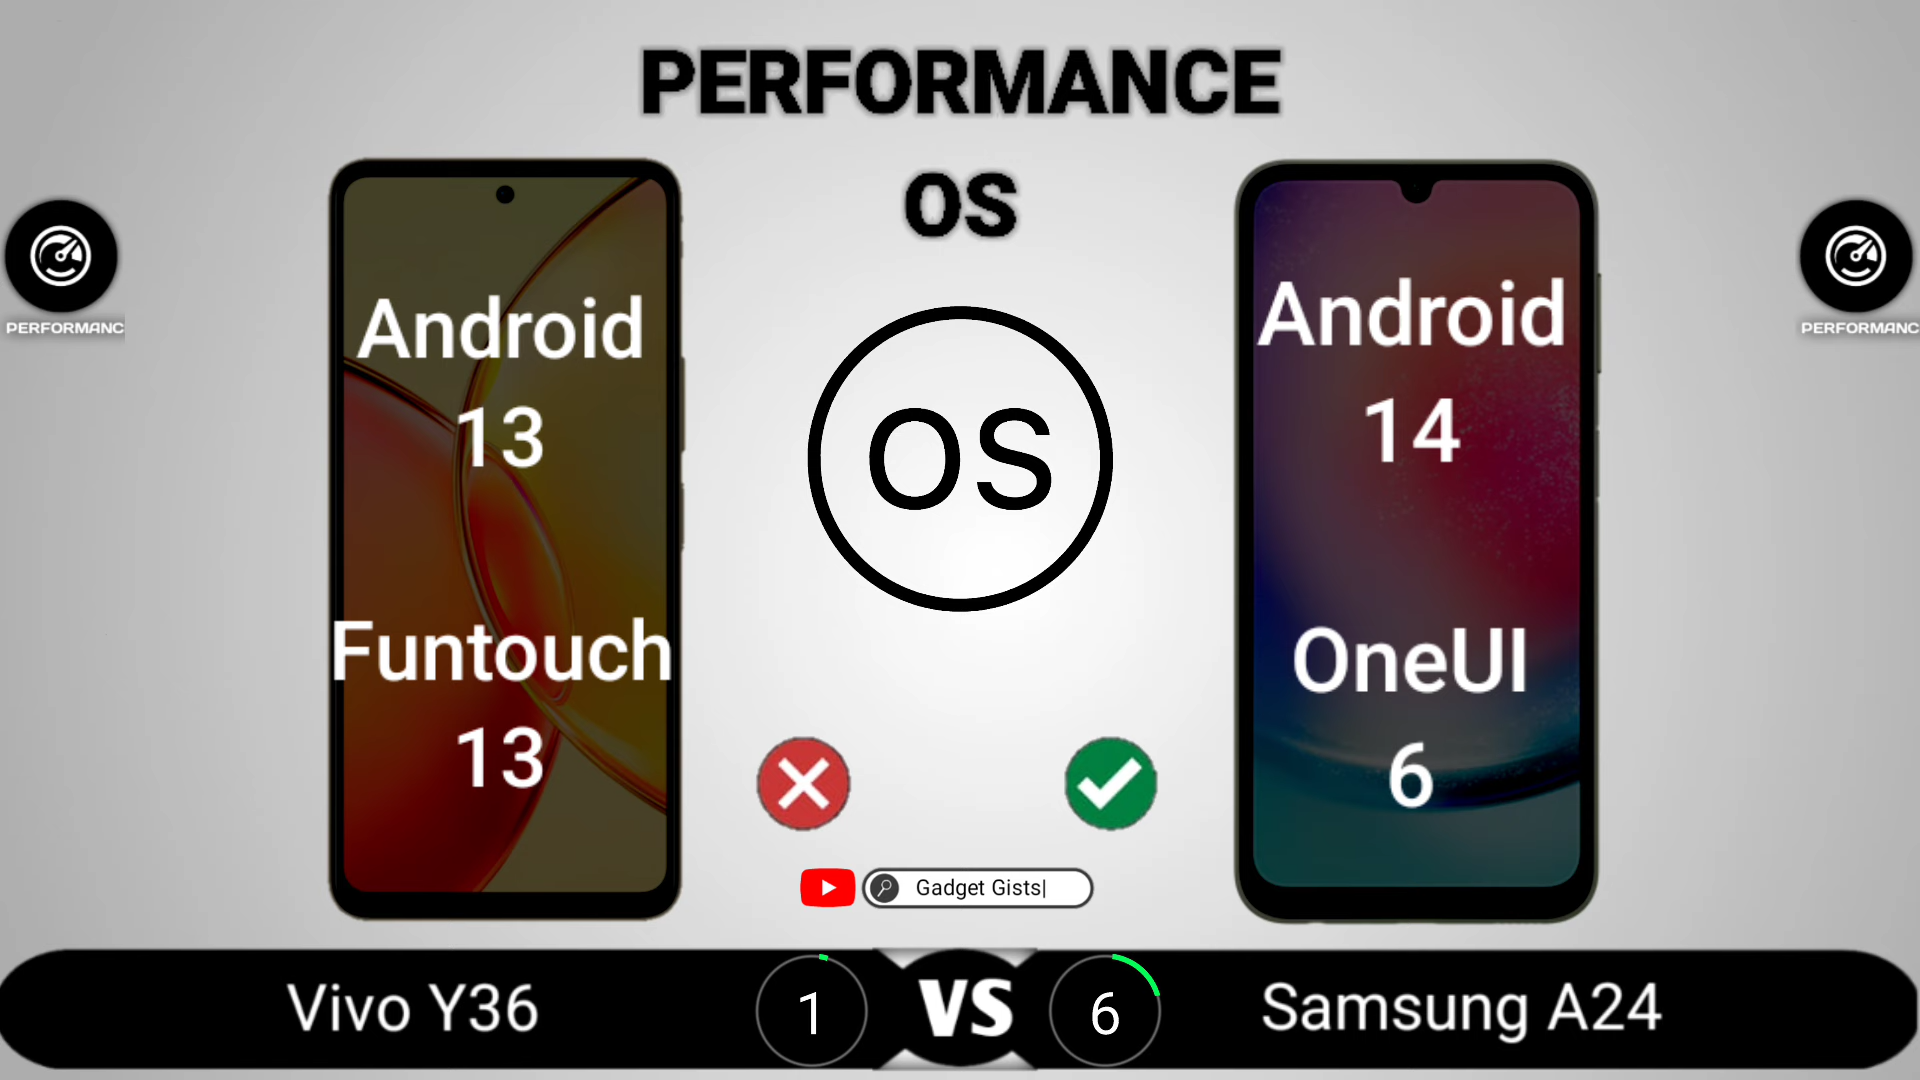 PERFORMANCE
OS
PERFORMANC
PERFORMANC
Android
13
Funtouch
13
OS
Android
14
OneUI
6
Gadget Gists|
Vivo Y36
1
VS
6
Samsung A24